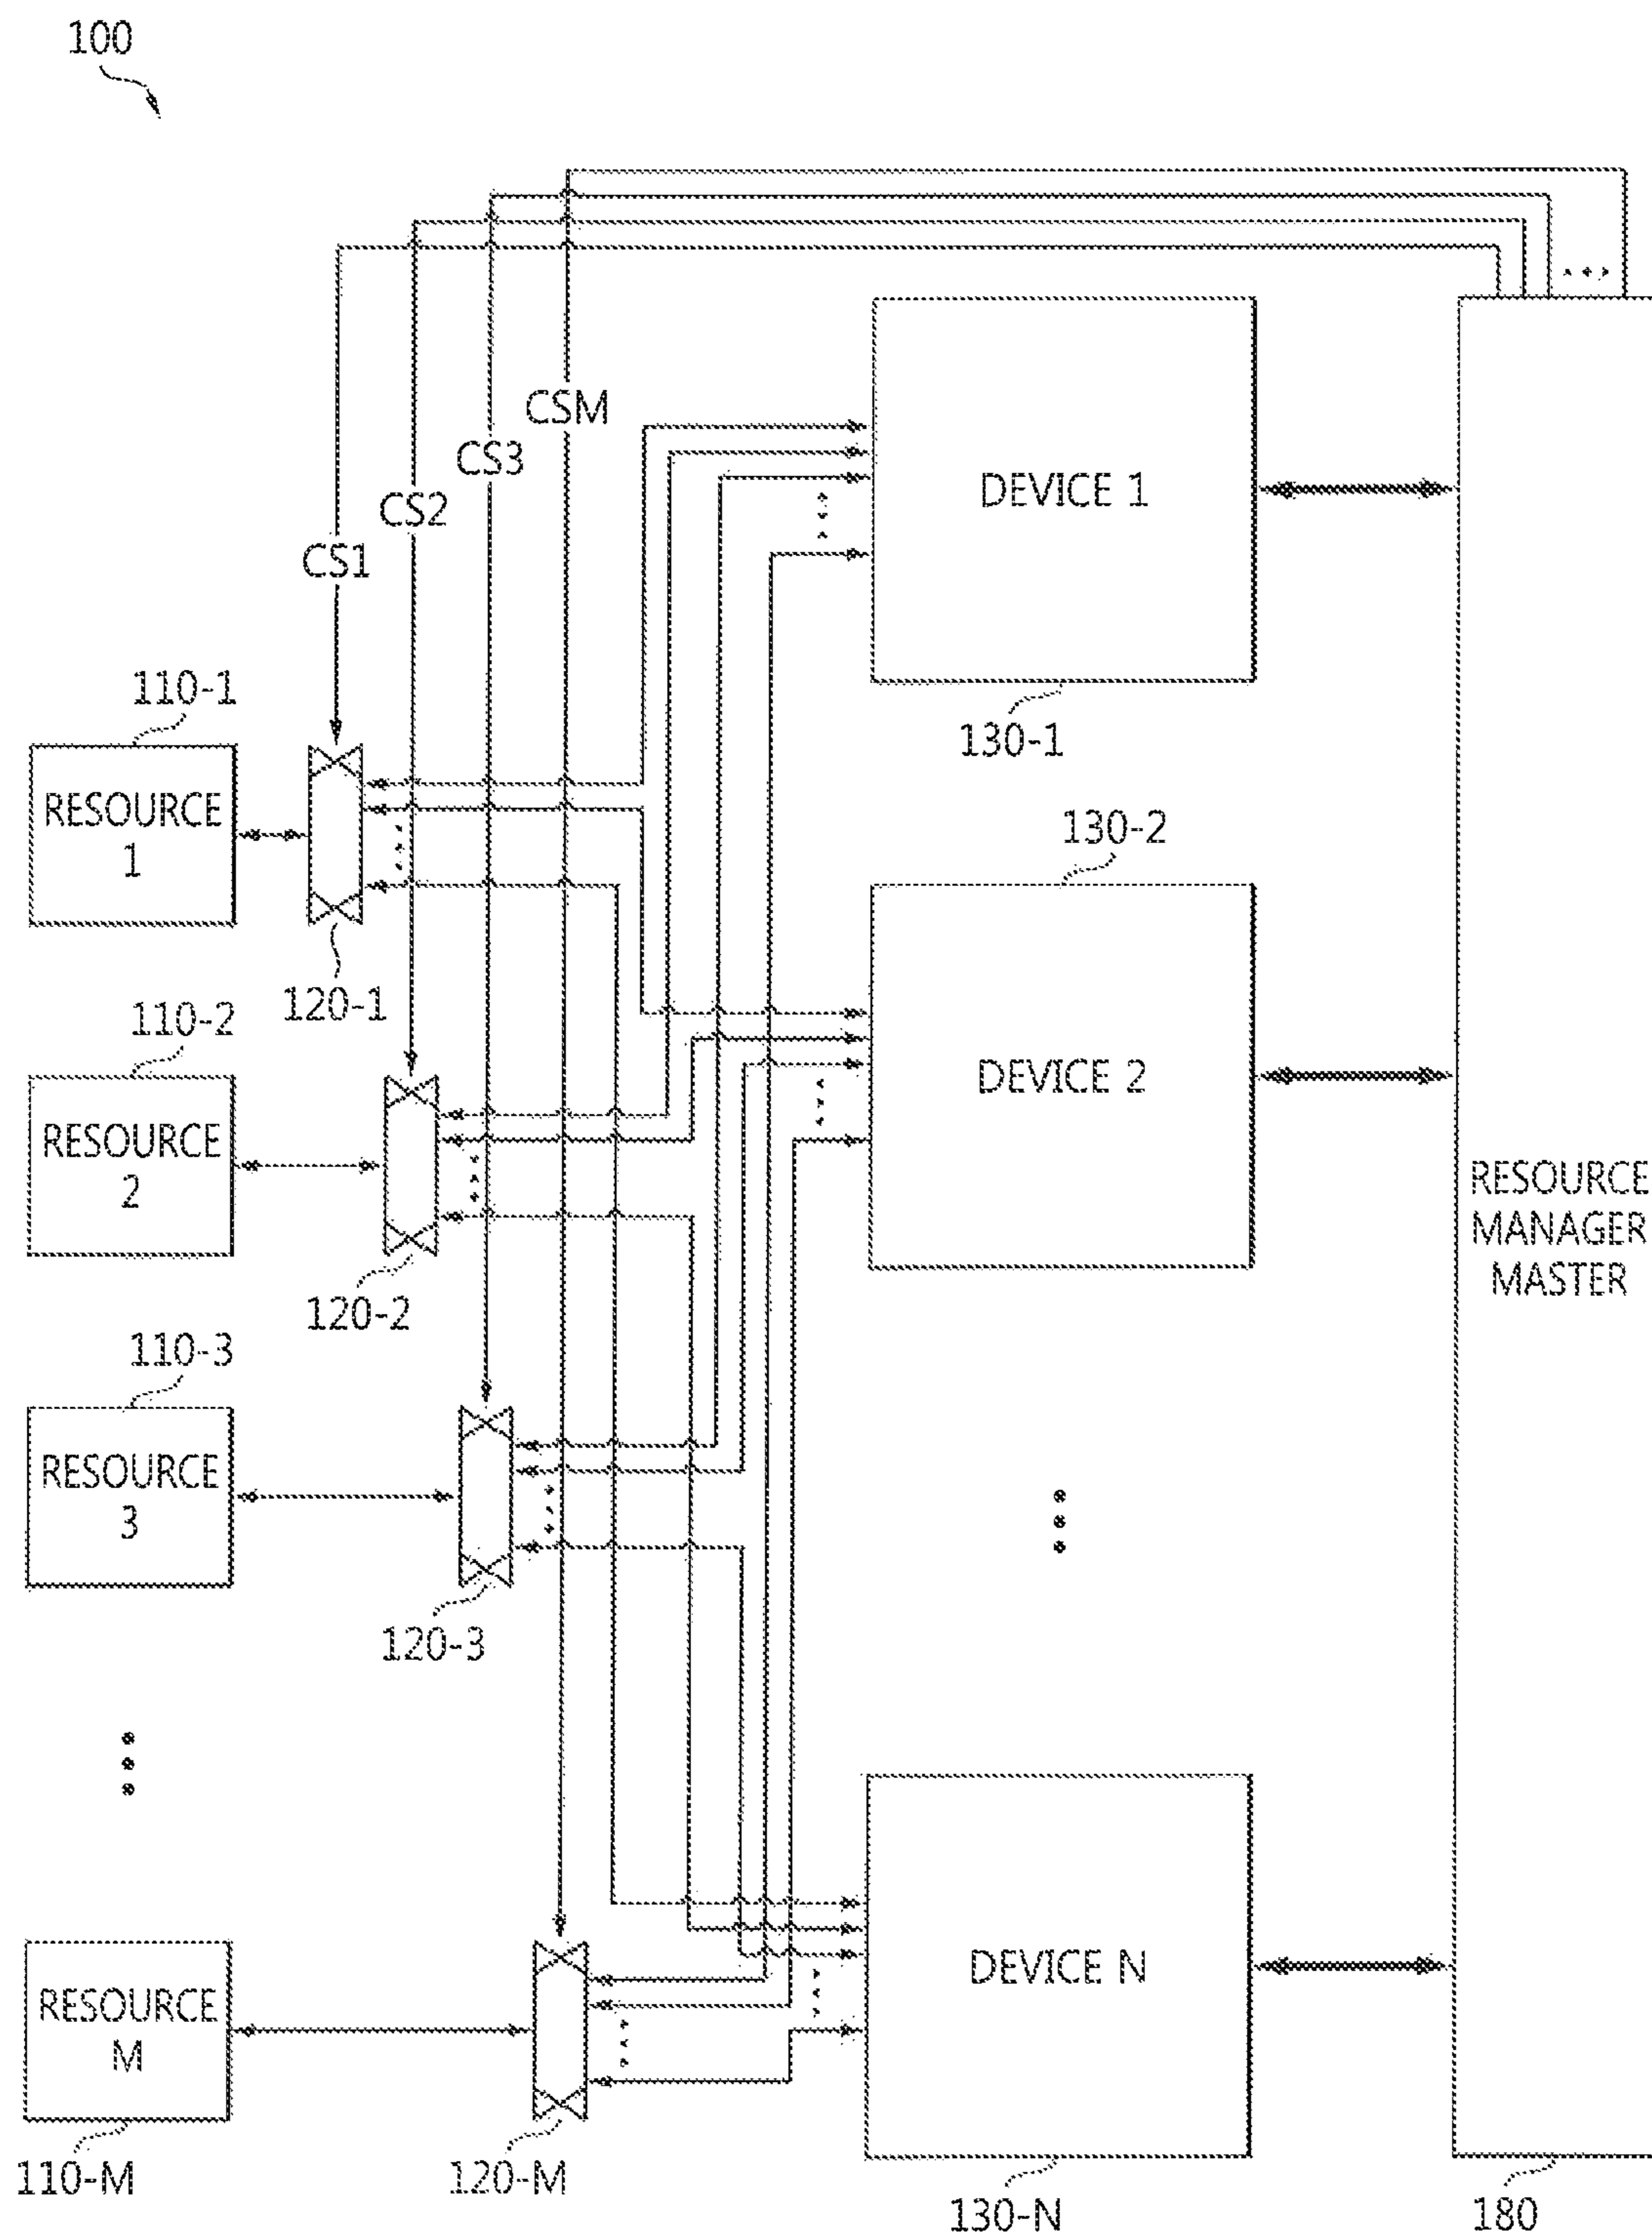 100
CSM
CS3
CS2
CS1
DEVICE 1
130-1
110-1
RESOURCE
1
120-1
130-2
DEVICE 2
110-2
RESOURCE
2
120-2
RESOURCE
MANAGER
MASTER
110-3
RESOURCE
3
120-3
DEVICE N
RESOURCE
M
110-M
120-M
130-N
180